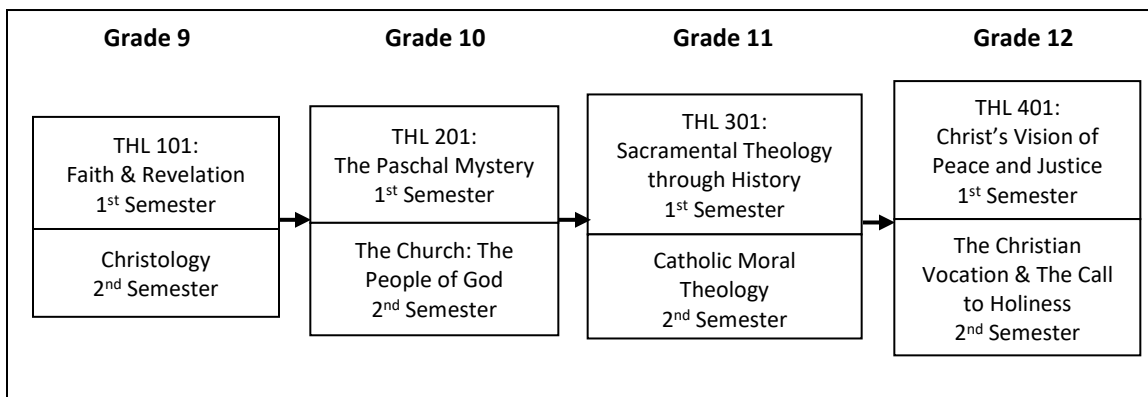 Grade 9
Grade 10
Grade 11
Grade 12
THL 101:
Faith & Revelation
1st Semester
Christology
2nd Semester
THL 201:
The Paschal Mystery
1st Semester
The Church: The
People of God
2nd Semester
THL 301:
Sacramental Theology
through History
1st Semester
Catholic Moral
Theology
2nd Semester
THL 401:
Christ’s Vision of
Peace and Justice
1st Semester
The Christian
Vocation & The Call
to Holiness
2nd Semester